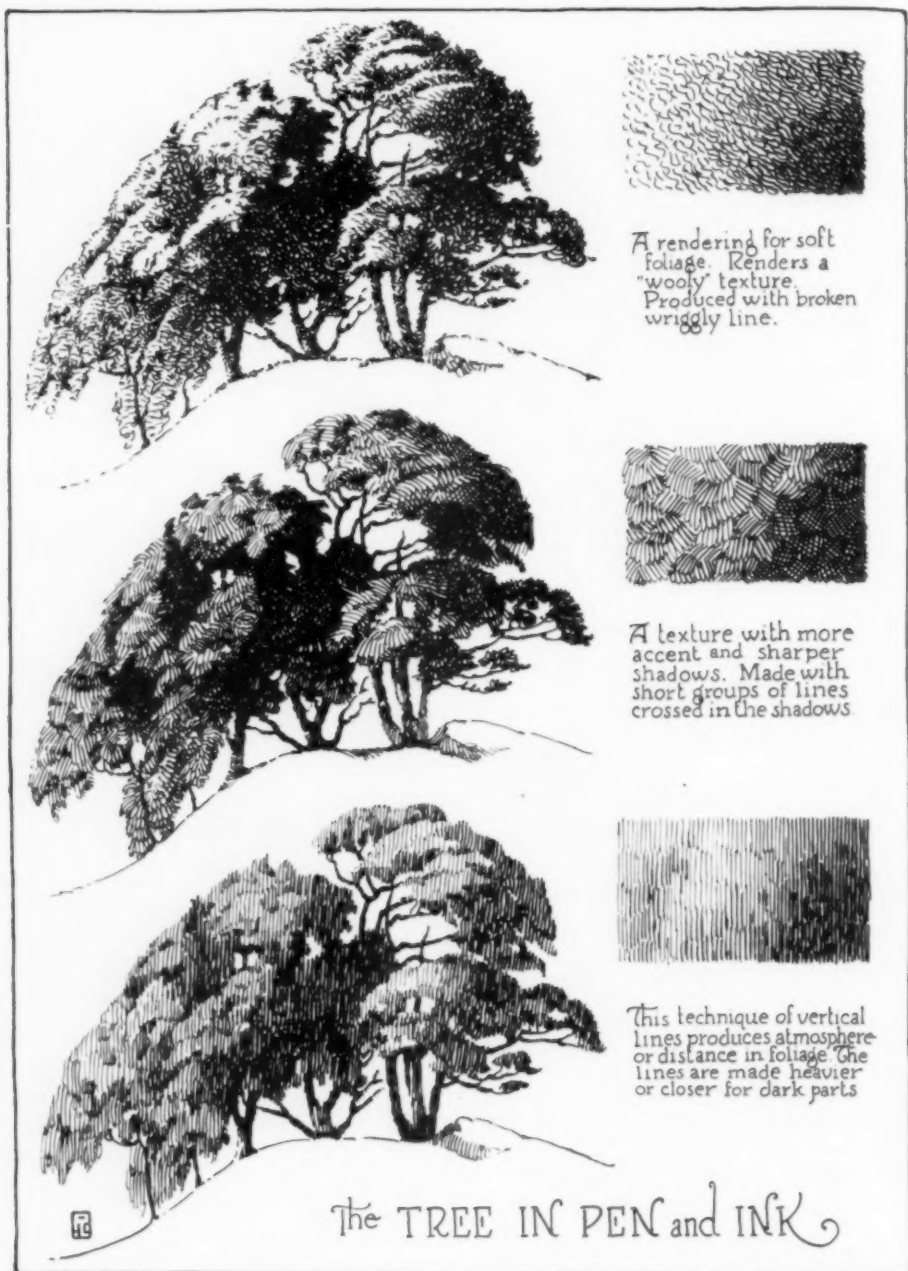 A rendering for soft
foliage. Renders a
"wooly" texture.
Produced with broken
wriggly line.
A texture with more
accent and sharper
shadows. Made with
short groups of lines
crossed in the shadows
This technique of vertical
lines produces atmosphere
or distance in foliage. The
lines are made heavier
or closer for dark parts
The TREE IN PEN and INK